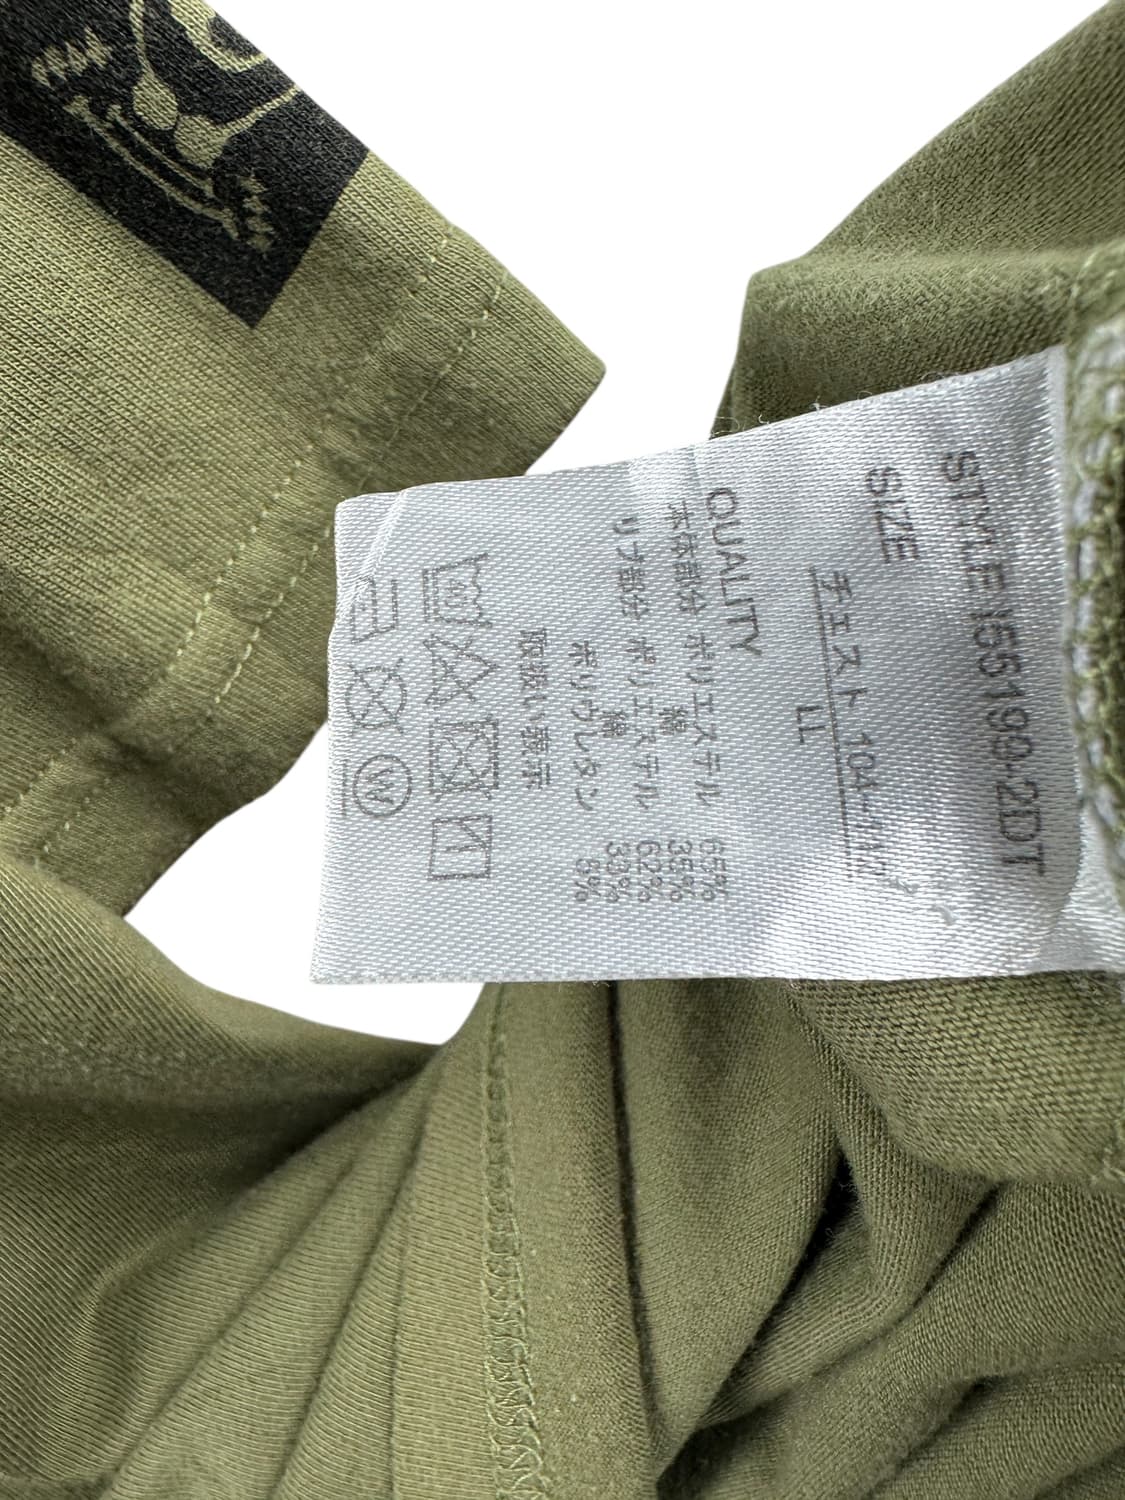 STYLE 155199-2DT
SIZE
チェスト 104-112
LL
QUALITY
本体部分 ポリエステル 65%
綿 35%
リブ部分 ポリエステル 62%
綿 33%
ポリウレタン 5%
取扱い表示
W